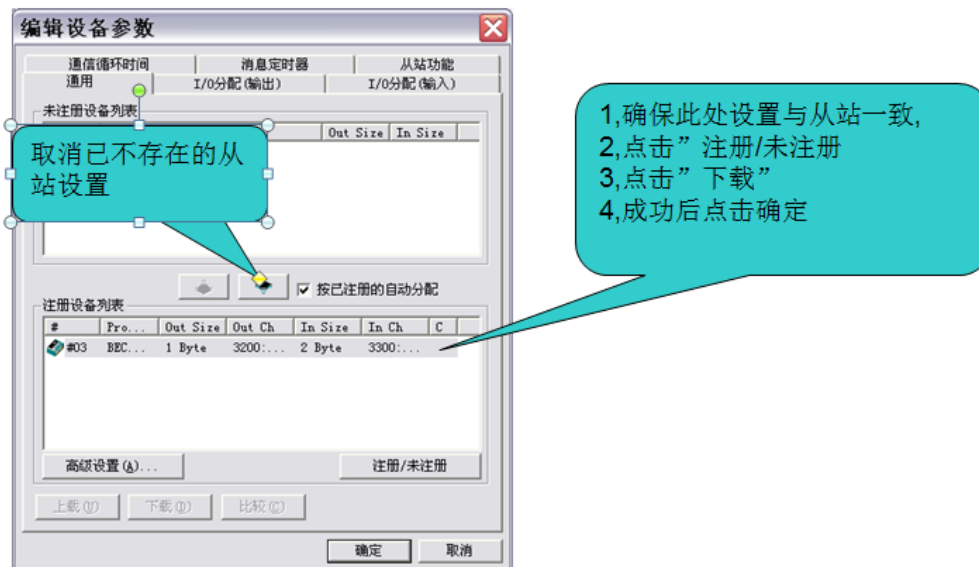 编辑设备参数
通信循环时间 消息定时器 从站功能
通用 I/O分配(输出) I/O分配(输入)
未注册设备列表
Out Size In Size
取消已不存在的从
站设置
1,确保此处设置与从站一致,
2,点击”注册/未注册
3,点击”下载”
4,成功后点击确定
按已注册的自动分配
注册设备列表
# Pro... Out Size Out Ch In Size In Ch C
#03 BEC... 1 Byte 3200:... 2 Byte 3300:...
高级设置(A)... 注册/未注册
上载(U) 下载(D) 比较(C)
确定 取消